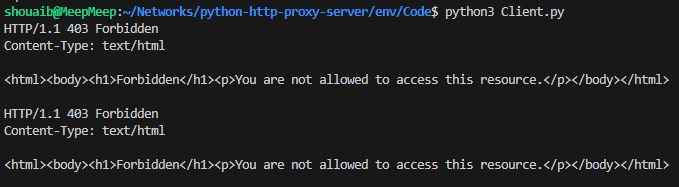 shouaib@MeepMeep:~/Networks/python-http-proxy-server/env/Code$ python3 Client.py
HTTP/1.1 403 Forbidden
Content-Type: text/html
<html><body><h1>Forbidden</h1><p>You are not allowed to access this resource.</p></body></html>
HTTP/1.1 403 Forbidden
Content-Type: text/html
<html><body><h1>Forbidden</h1><p>You are not allowed to access this resource.</p></body></html>